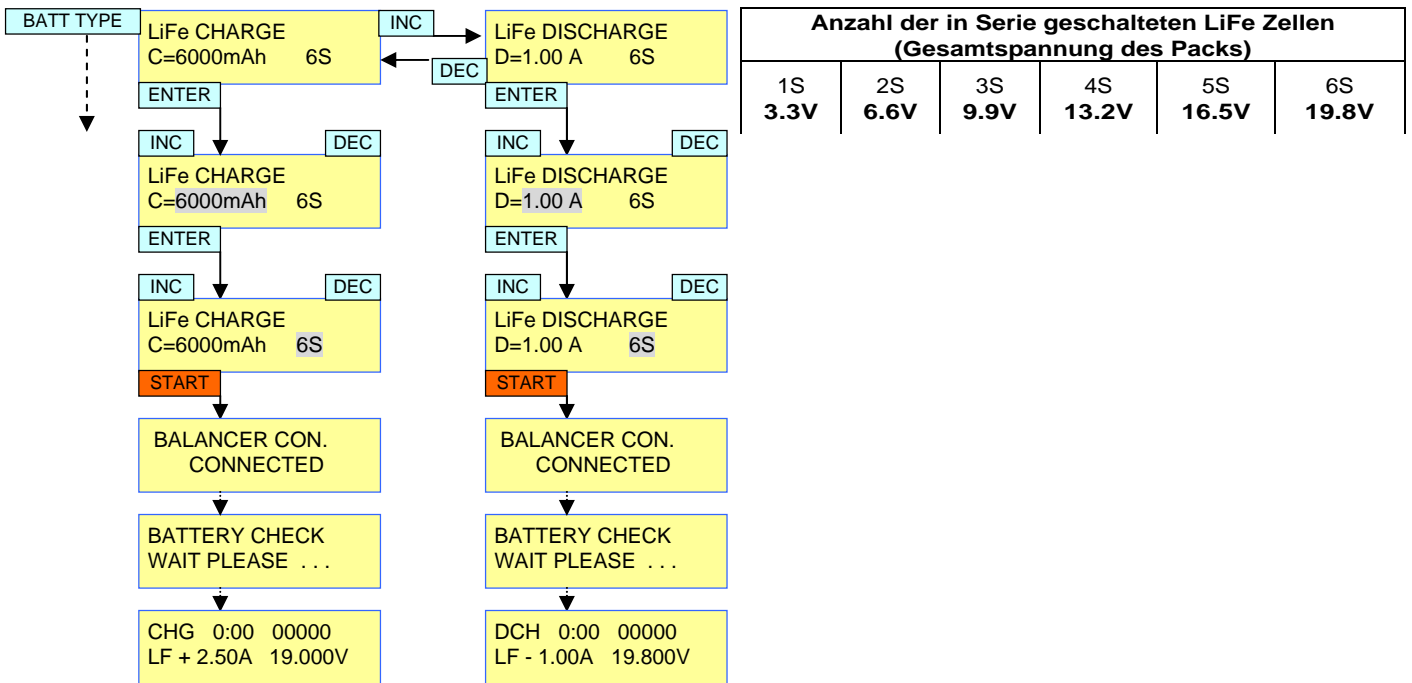 BATT TYPE
LiFe CHARGE
C=6000mAh 6S
INC
DEC
LiFe DISCHARGE
D=1.00 A 6S
ENTER
ENTER
INC DEC
LiFe CHARGE
C=6000mAh 6S
INC DEC
LiFe DISCHARGE
D=1.00 A 6S
ENTER
ENTER
INC DEC
LiFe CHARGE
C=6000mAh 6S
INC DEC
LiFe DISCHARGE
D=1.00 A 6S
START
START
BALANCER CON.
CONNECTED
BALANCER CON.
CONNECTED
BATTERY CHECK
WAIT PLEASE . . .
BATTERY CHECK
WAIT PLEASE . . .
CHG 0:00 00000
LF + 2.50A 19.000V
DCH 0:00 00000
LF - 1.00A 19.800V
Anzahl der in Serie geschalteten LiFe Zellen
(Gesamtspannung des Packs)
1S 2S 3S 4S 5S 6S
3.3V 6.6V 9.9V 13.2V 16.5V 19.8V